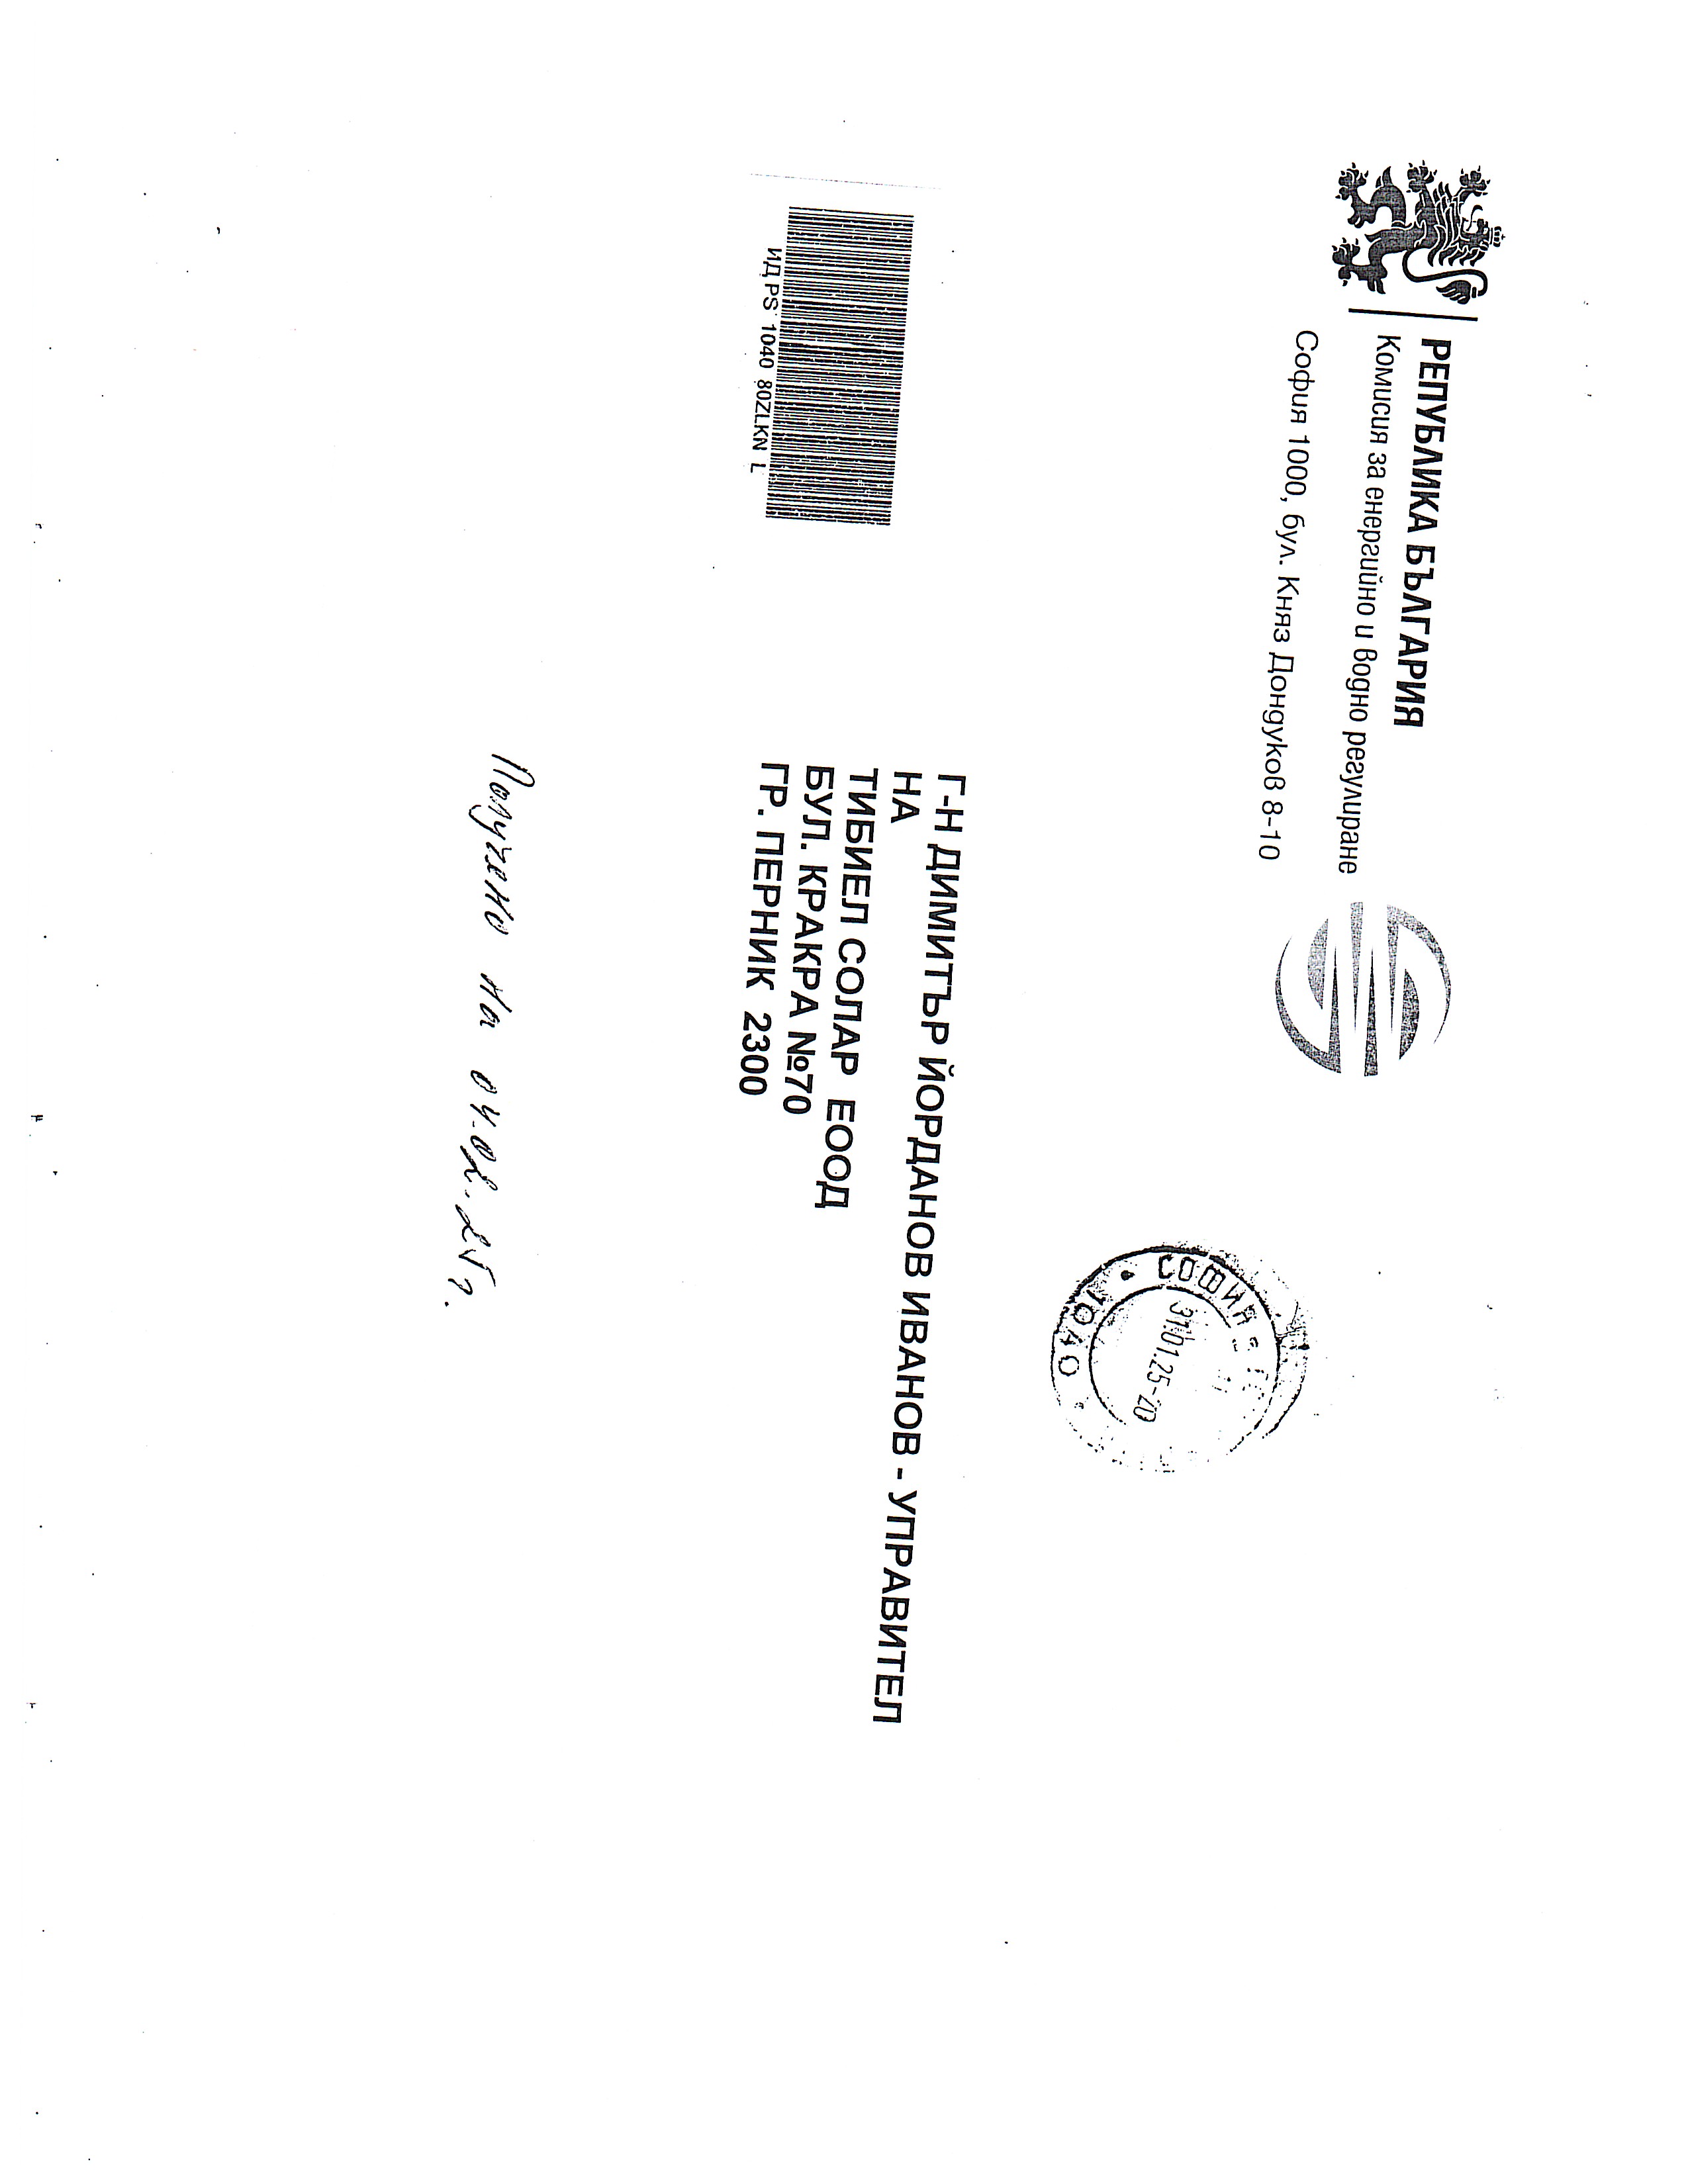 РЕПУБЛИКА БЪЛГАРИЯ
Комисия за енергийно и водно регулиране
София 1000, бул. Княз Дондуков 8-10
СОФИЯ
31.01.25-20
1040
ИД PS 1040 80ZLKN L
Г-Н ДИМИТЪР ЙОРДАНОВ ИВАНОВ - УПРАВИТЕЛ
НА
ТИБИЕЛ СОЛАР ЕООД
БУЛ. КРАКРА №70
ГР. ПЕРНИК 2300
Получено на 04.02.25г.